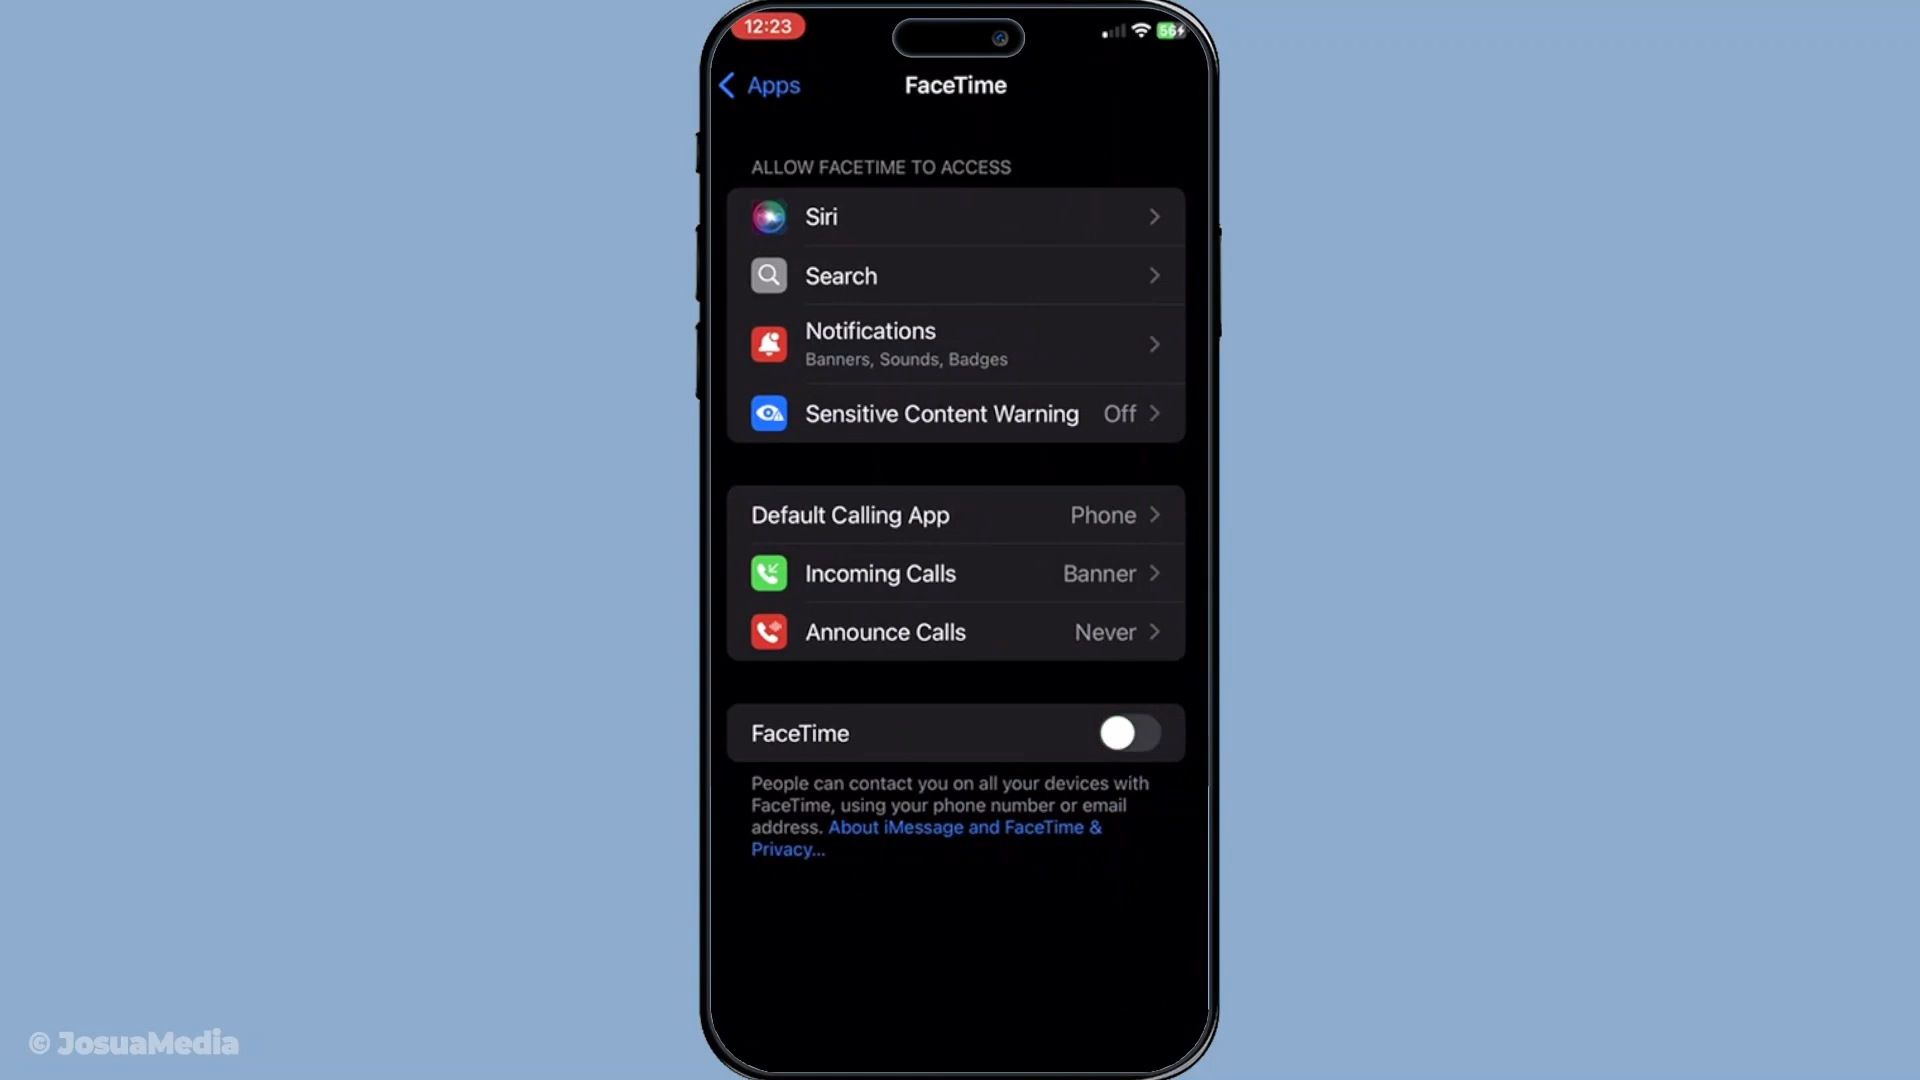 12:23
56
Apps
FaceTime
ALLOW FACETIME TO ACCESS
Siri
Search
Notifications
Banners, Sounds, Badges
Sensitive Content Warning Off
Default Calling App Phone
Incoming Calls Banner
Announce Calls Never
FaceTime
People can contact you on all your devices with
FaceTime, using your phone number or email
address. About iMessage and FaceTime &
Privacy...
© JosuaMedia